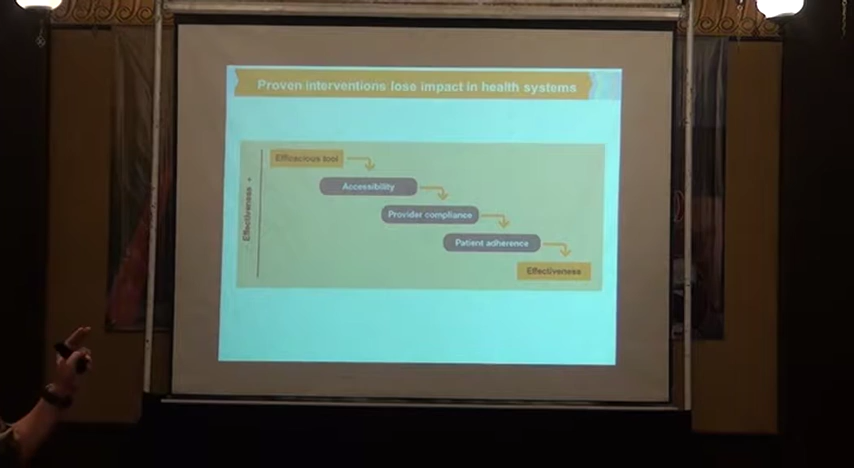 Proven interventions lose impact in health systems
Efficacious tool
Accessibility
Provider compliance
Patient adherence
Effectiveness
- Effectiveness +